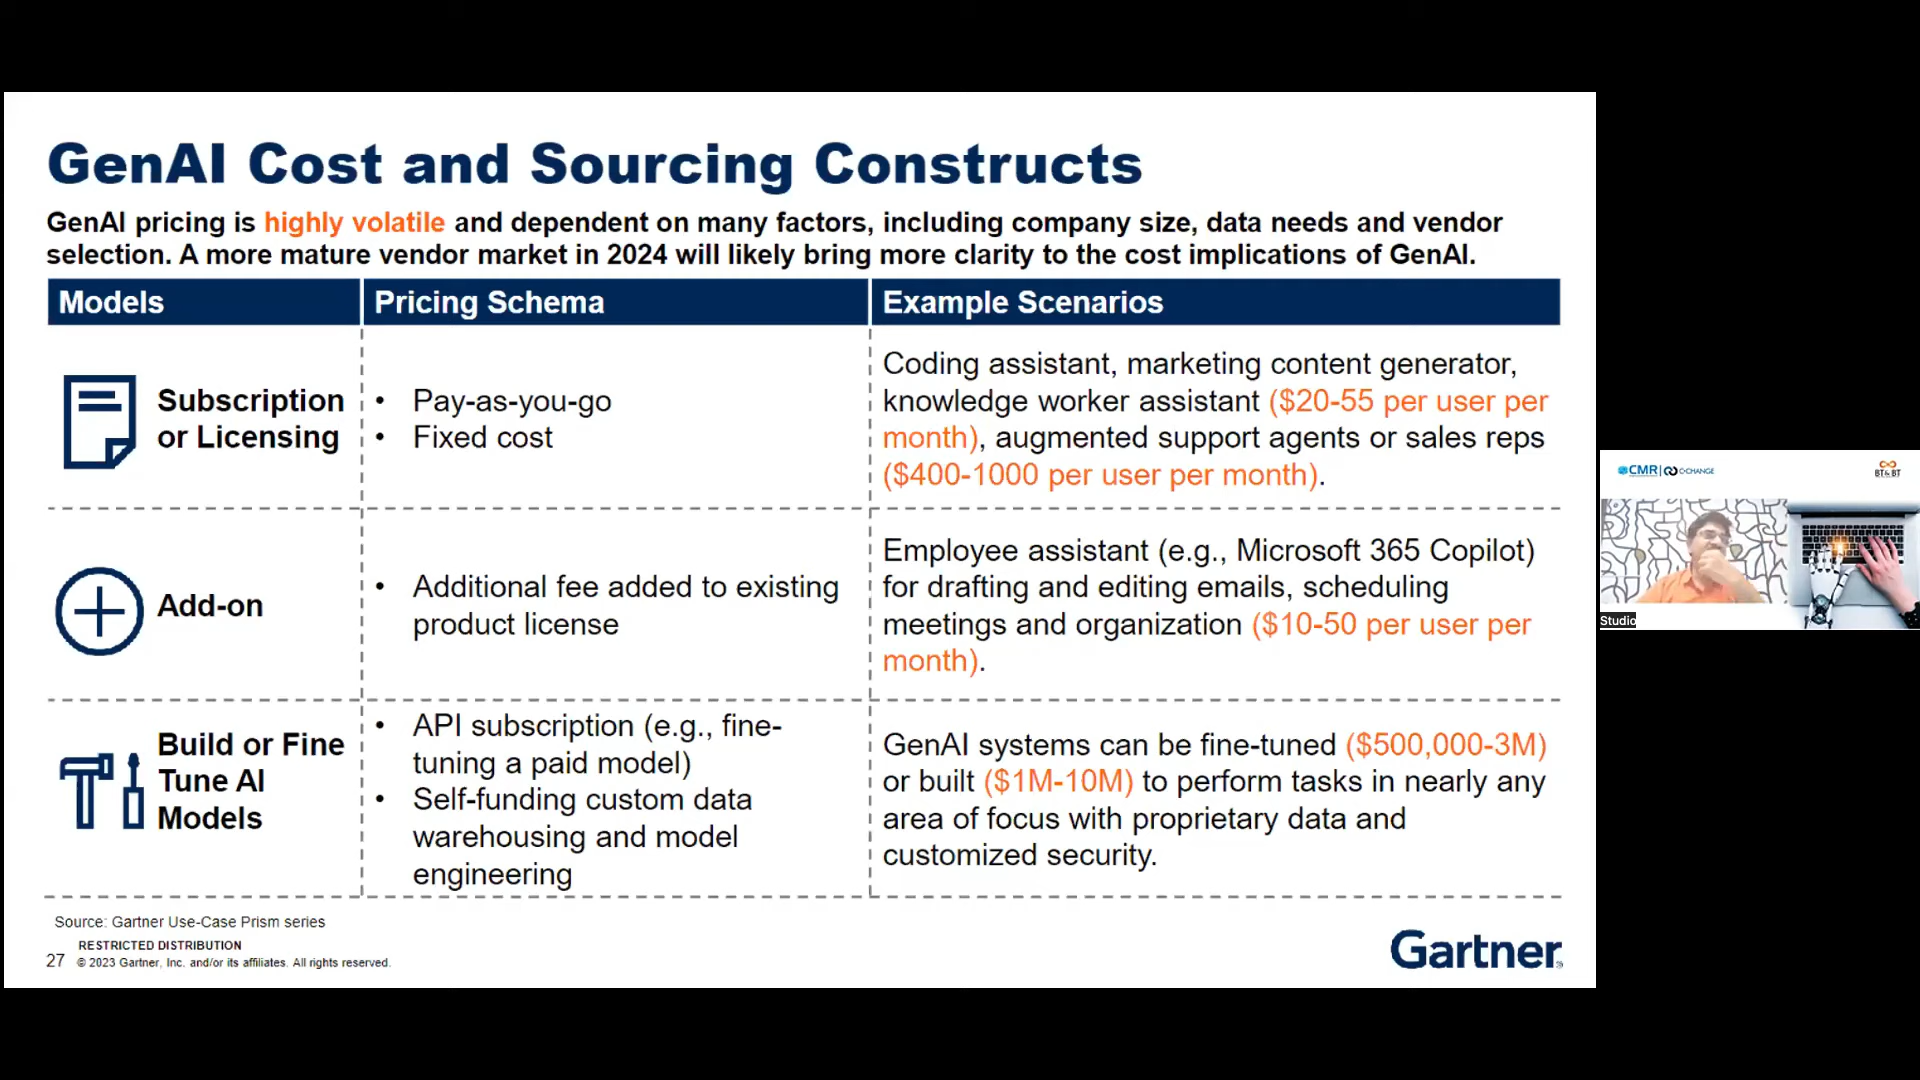 GenAI Cost and Sourcing Constructs
GenAI pricing is highly volatile and dependent on many factors, including company size, data needs and vendor
selection. A more mature vendor market in 2024 will likely bring more clarity to the cost implications of GenAI.
Models
Pricing Schema
Example Scenarios
Subscription
or Licensing
• Pay-as-you-go
• Fixed cost
Coding assistant, marketing content generator,
knowledge worker assistant ($20-55 per user per
month), augmented support agents or sales reps
($400-1000 per user per month).
Add-on
• Additional fee added to existing
product license
Employee assistant (e.g., Microsoft 365 Copilot)
for drafting and editing emails, scheduling
meetings and organization ($10-50 per user per
month).
Build or Fine
Tune AI
Models
• API subscription (e.g., fine-
tuning a paid model)
• Self-funding custom data
warehousing and model
engineering
GenAI systems can be fine-tuned ($500,000-3M)
or built ($1M-10M) to perform tasks in nearly any
area of focus with proprietary data and
customized security.
Source: Gartner Use-Case Prism series
RESTRICTED DISTRIBUTION
27 © 2023 Gartner, Inc. and/or its affiliates. All rights reserved.
Gartner
CMR | C-CHANGE
BT&BT
Studio